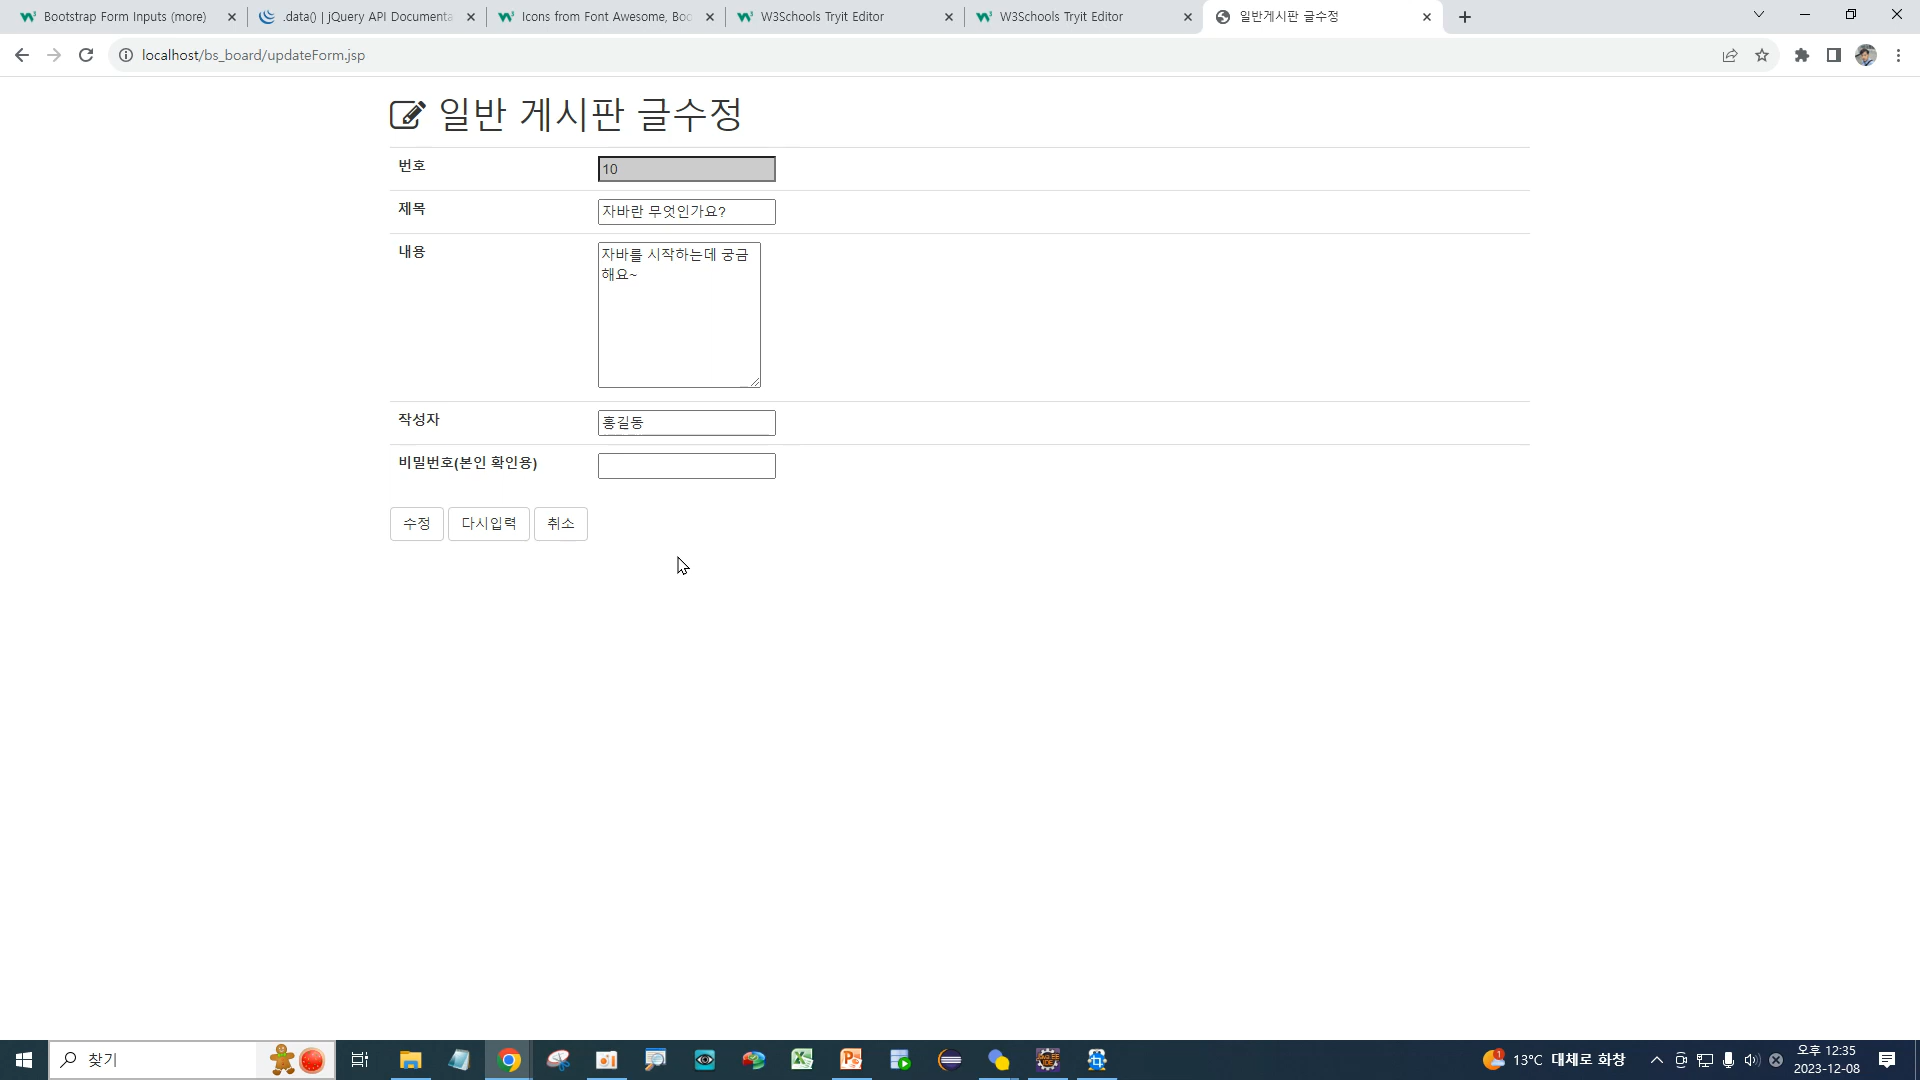 Bootstrap Form Inputs (more)
.data() | jQuery API Documenta
Icons from Font Awesome, Boo
W3Schools Tryit Editor
W3Schools Tryit Editor
일반게시판 글수정
localhost/bs_board/updateForm.jsp
일반 게시판 글수정
번호
10
제목
자바란 무엇인가요?
내용
자바를 시작하는데 궁금
해요~
작성자
홍길동
비밀번호(본인 확인용)
수정 다시입력 취소
찾기
13°C 대체로 화창
오후 12:35
2023-12-08